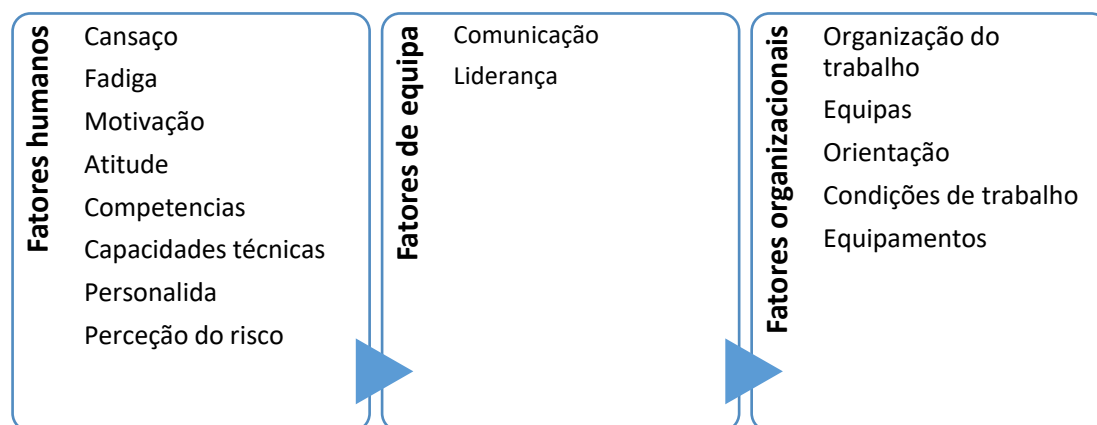 Fatores humanos
Cansaço
Fadiga
Motivação
Atitude
Competencias
Capacidades técnicas
Personalida
Perceção do risco
Fatores de equipa
Comunicação
Liderança
Fatores organizacionais
Organização do
trabalho
Equipas
Orientação
Condições de trabalho
Equipamentos